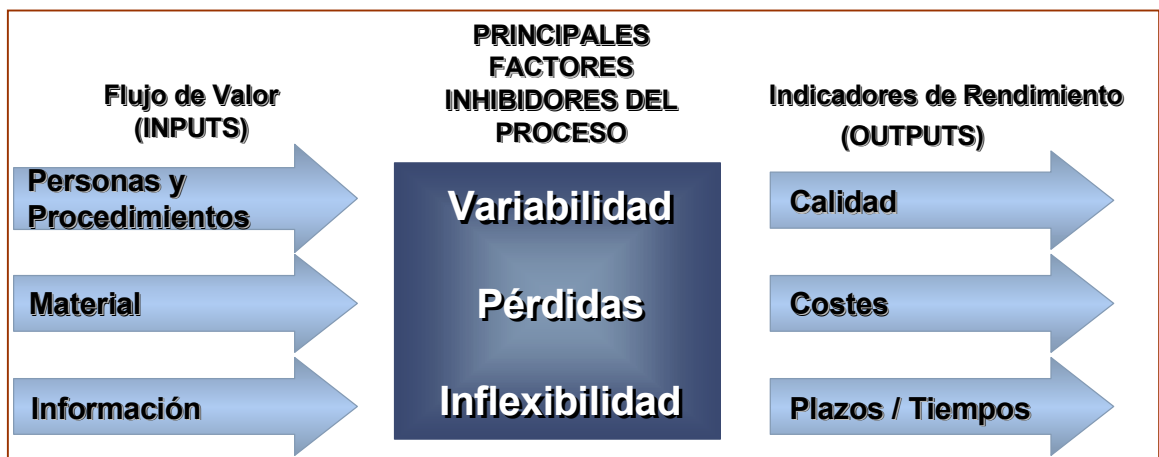 Flujo de Valor
(INPUTS)
Personas y
Procedimientos
Material
Información
PRINCIPALES
FACTORES
INHIBIDORES DEL
PROCESO
Variabilidad
Pérdidas
Inflexibilidad
Indicadores de Rendimiento
(OUTPUTS)
Calidad
Costes
Plazos / Tiempos